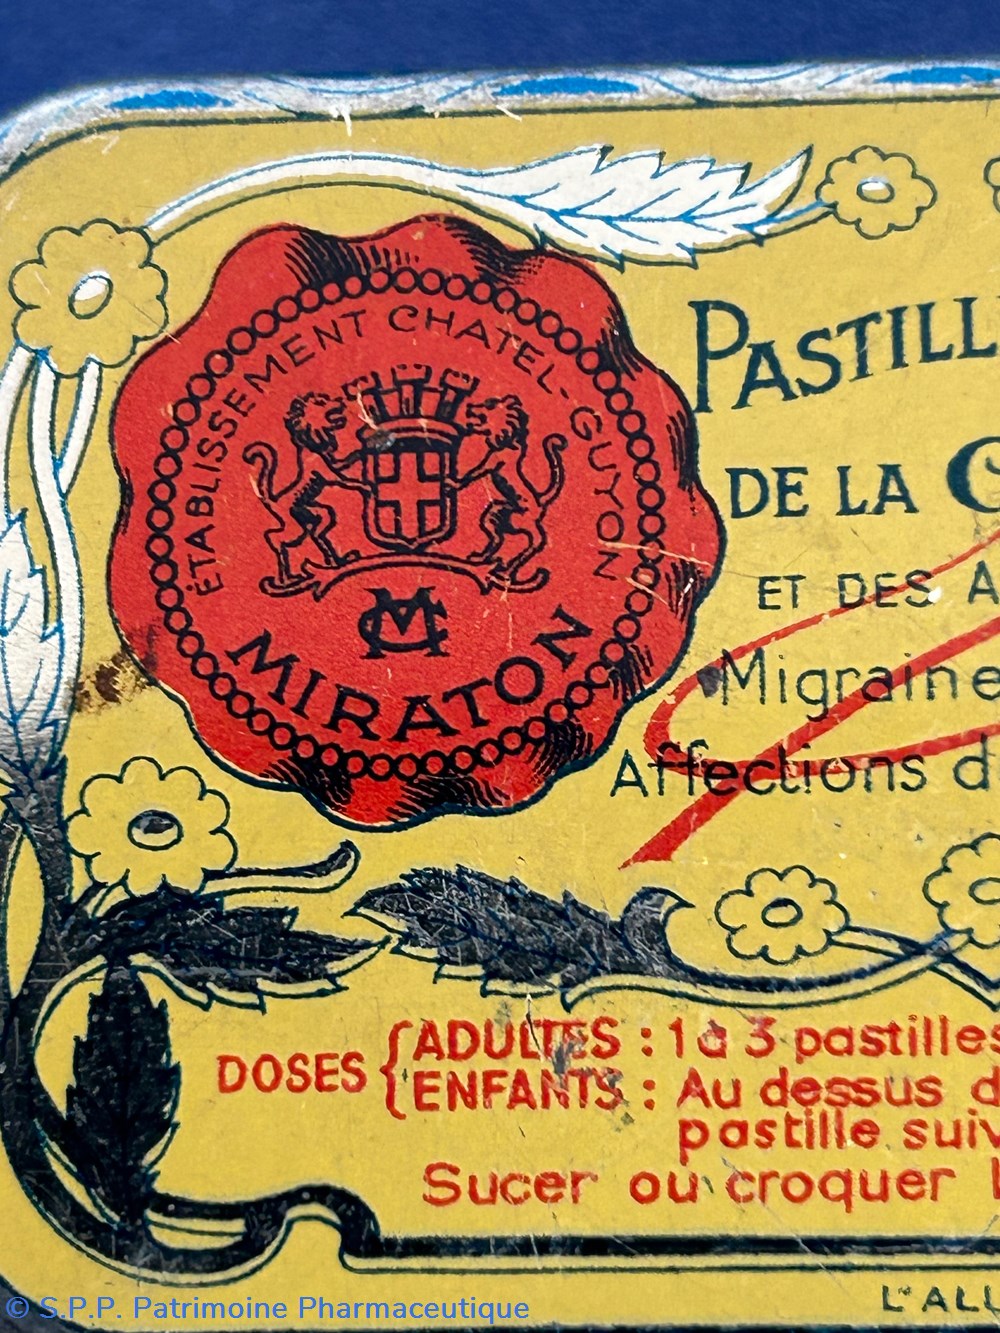 ÉTABLISSEMENT CHATEL-GUYON
MC
MIRATON
PASTILL
DE LA C
ET DES A
Migraine
Affections d
DOSES { ADULTES : 1 à 3 pastilles
ENFANTS : Au dessus d
pastille suiv
Sucer ou croquer l
L'ALU
© S.P.P. Patrimoine Pharmaceutique